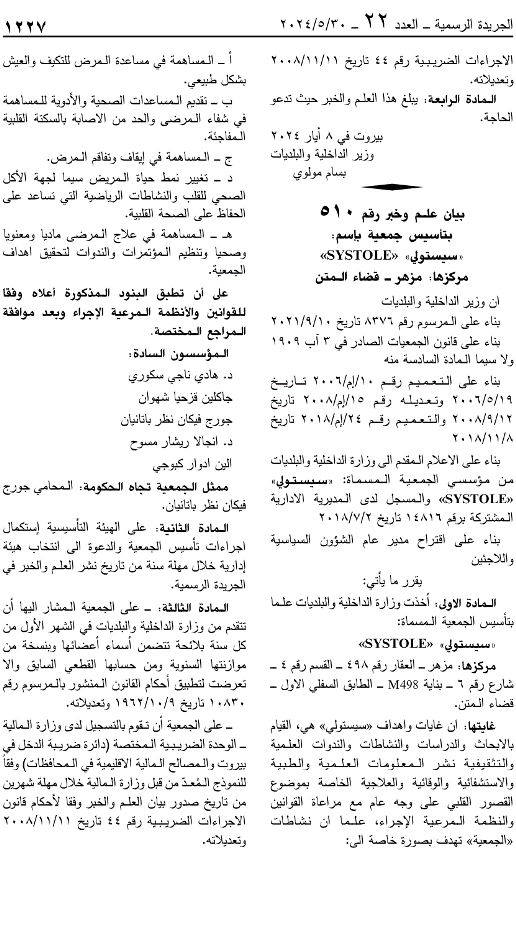 الجريدة الرسمية ــ العدد ٢٢ ــ ٢٠٢٤/٥/٣٠
١٢٢٧
الاجراءات الضريبية رقم ٤٤ تاريخ ٢٠٠٨/١١/١١
وتعديلاته.
المادة الرابعة: يبلغ هذا العلم والخبر حيث تدعو
الحاجة.
بيروت في ٨ أيار ٢٠٢٤
وزير الداخلية والبلديات
بسام مولوي
بيان علم وخبر رقم ٥١٠
بتأسيس جمعية باسم:
«سيستولي» «SYSTOLE»
مركزها: مزهر ــ قضاء المتن
ان وزير الداخلية والبلديات
بناء على المرسوم رقم ٨٣٧٦ تاريخ ٢٠٢١/٩/١٠
بناء على قانون الجمعيات الصادر في ٣ آب ١٩٠٩
ولا سيما المادة السادسة منه
بناء على التعميم رقم ١٠/إم/٢٠٠٦ تاريخ
٢٠٠٦/٥/١٩ وتعديله رقم ١٥/إم/٢٠٠٨ تاريخ
٢٠٠٨/٩/١٢ والتعميم رقم ٢٤/إم/٢٠١٨ تاريخ
٢٠١٨/١١/٨
بناء على الاعلام المقدم الى وزارة الداخلية والبلديات
من مؤسسي الجمعية المسماة: «سيستولي»
«SYSTOLE» والمسجل لدى المديرية الادارية
المشتركة برقم ١٤٨١٦ تاريخ ٢٠١٨/٧/٢
بناء على اقتراح مدير عام الشؤون السياسية
واللاجئين
يقرر ما يأتي:
المادة الاولى: أخذت وزارة الداخلية والبلديات علما
بتأسيس الجمعية المسماة:
«سيستولي» «SYSTOLE»
مركزها: مزهر ــ العقار رقم ٤٩٨ ــ القسم رقم ٤ ــ
شارع رقم ٦ ــ بناية M498 ــ الطابق السفلي الاول ــ
قضاء المتن.
غايتها: ان غايات واهداف «سيستولي» هي، القيام
بالابحاث والدراسات والنشاطات والندوات العلمية
والتثقيفية نشر المعلومات العلمية والطبية
والاستشفائية والوقائية والعلاجية الخاصة بموضوع
القصور القلبي على وجه عام مع مراعاة القوانين
والنظمة المرعية الإجراء، علما ان نشاطات
«الجمعية» تهدف بصورة خاصة الى:
أ ــ المساهمة في مساعدة المرض للتكيف والعيش
بشكل طبيعي.
ب ــ تقديم المساعدات الصحية والأدوية للمساهمة
في شفاء المرضى والحد من الاصابة بالسكتة القلبية
المفاجئة.
ج ــ المساهمة في إيقاف وتفاقم المرض.
د ــ تغيير نمط حياة المريض سيما لجهة الأكل
الصحي للقلب والنشاطات الرياضية التي تساعد على
الحفاظ على الصحة القلبية.
هـ ــ المساهمة في علاج المرضى ماديا ومعنويا
وصحيا وتنظيم المؤتمرات والندوات لتحقيق اهداف
الجمعية.
على أن تطبق البنود المذكورة أعلاه وفقا
للقوانين والأنظمة المرعية الإجراء وبعد موافقة
المراجع المختصة.
المؤسسون السادة:
د. هادي ناجي سكوري
جاكلين قزحيا شهوان
جورج فيكان نظر باتانيان
د. انجالا ريشار مسوح
الين ادوار كبوجي
ممثل الجمعية تجاه الحكومة: المحامي جورج
فيكان نظر باتانيان.
المادة الثانية: على الهيئة التأسيسية إستكمال
اجراءات تأسيس الجمعية والدعوة الى انتخاب هيئة
إدارية خلال مهلة سنة من تاريخ نشر العلم والخبر في
الجريدة الرسمية.
المادة الثالثة: ــ على الجمعية المشار اليها أن
تتقدم من وزارة الداخلية والبلديات في الشهر الأول من
كل سنة بلائحة تتضمن أسماء أعضائها وبنسخة من
موازنتها السنوية ومن حسابها القطعي السابق والا
تعرضت لتطبيق أحكام القانون المنشور بالمرسوم رقم
١٠٨٣٠ تاريخ ١٩٦٢/١٠/٩ وتعديلاته.
ــ على الجمعية أن تقوم بالتسجيل لدى وزارة المالية
ــ الوحدة الضريبية المختصة (دائرة ضريبة الدخل في
بيروت والمصالح المالية الاقليمية في المحافظات) وفقاً
للنموذج المُعدّ من قبل وزارة المالية خلال مهلة شهرين
من تاريخ صدور بيان العلم والخبر وفقا لأحكام قانون
الاجراءات الضريبية رقم ٤٤ تاريخ ٢٠٠٨/١١/١١
وتعديلاته.